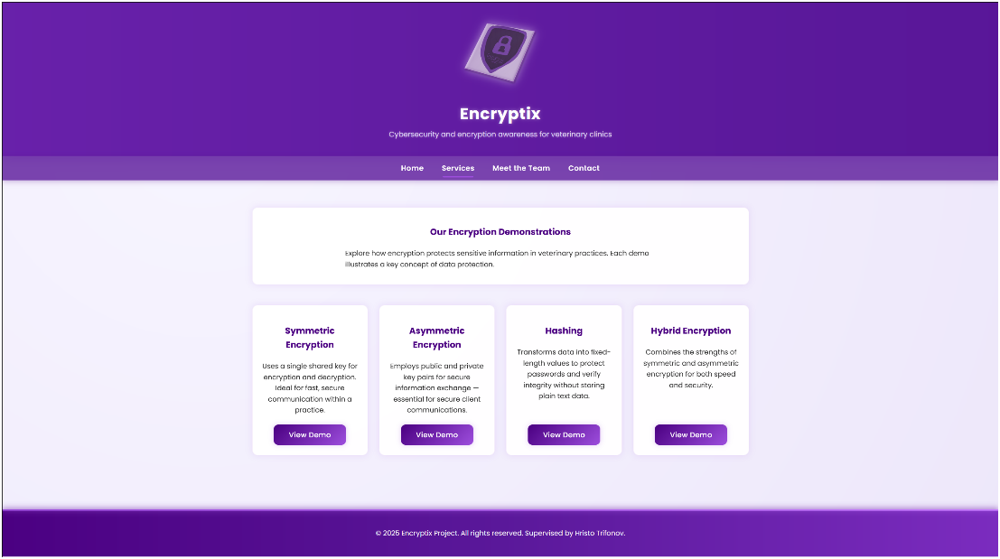 Encryptix
Cybersecurity and encryption awareness for veterinary clinics
Home Services Meet the Team Contact
Our Encryption Demonstrations
Explore how encryption protects sensitive information in veterinary practices. Each demo
illustrates a key concept of data protection.
Symmetric
Encryption
Uses a single shared key for
encryption and decryption.
Ideal for fast, secure
communication within a
practice.
View Demo
Asymmetric
Encryption
Employs public and private
key pairs for secure
information exchange —
essential for secure client
communications.
View Demo
Hashing
Transforms data into fixed-
length values to protect
passwords and verify
integrity without storing
plain text data.
View Demo
Hybrid Encryption
Combines the strengths of
symmetric and asymmetric
encryption for both speed
and security.
View Demo
© 2025 Encryptix Project. All rights reserved. Supervised by Hristo Trifonov.